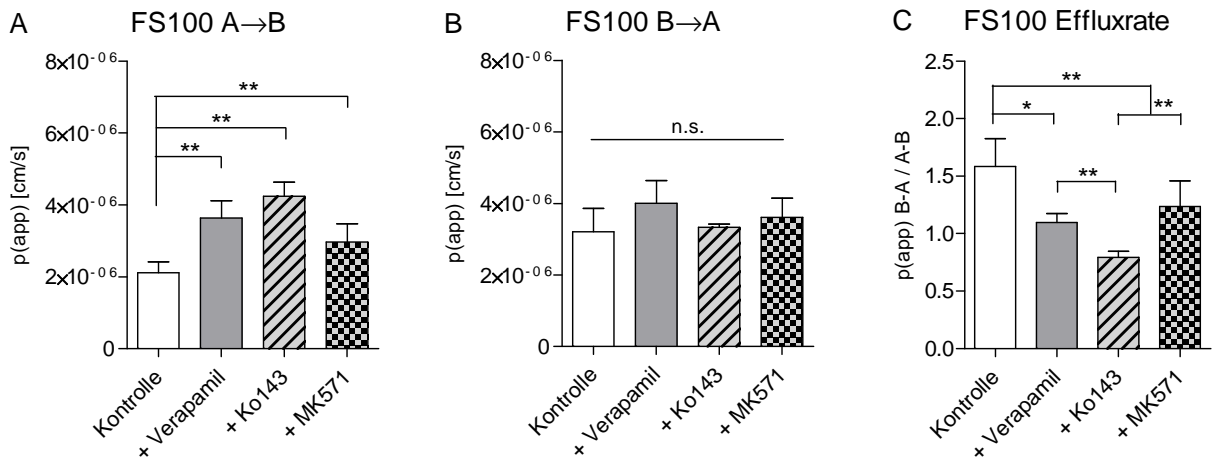 A
FS100 A→B
p(app) [cm/s]
8×10⁻⁰⁶
6×10⁻⁰⁶
4×10⁻⁰⁶
2×10⁻⁰⁶
0
**
**
**
Kontrolle
+ Verapamil
+ Ko143
+ MK571
B
FS100 B→A
p(app) [cm/s]
8×10⁻⁰⁶
6×10⁻⁰⁶
4×10⁻⁰⁶
2×10⁻⁰⁶
0
n.s.
Kontrolle
+ Verapamil
+ Ko143
+ MK571
C
FS100 Effluxrate
p(app) B-A / A-B
2.5
2.0
1.5
1.0
0.5
0.0
**
*
**
**
Kontrolle
+ Verapamil
+ Ko143
+ MK571